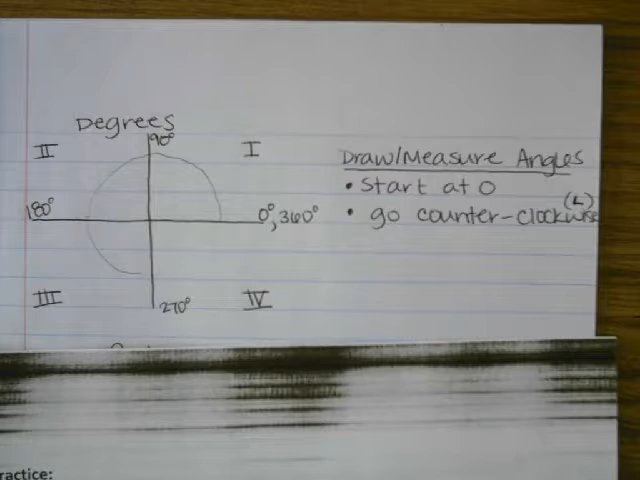 Degrees
90°
II
I
180°
0°, 360°
III
270°
IV
Draw/Measure Angles
• Start at 0
• go counter-clockwise
(L)
ractice: